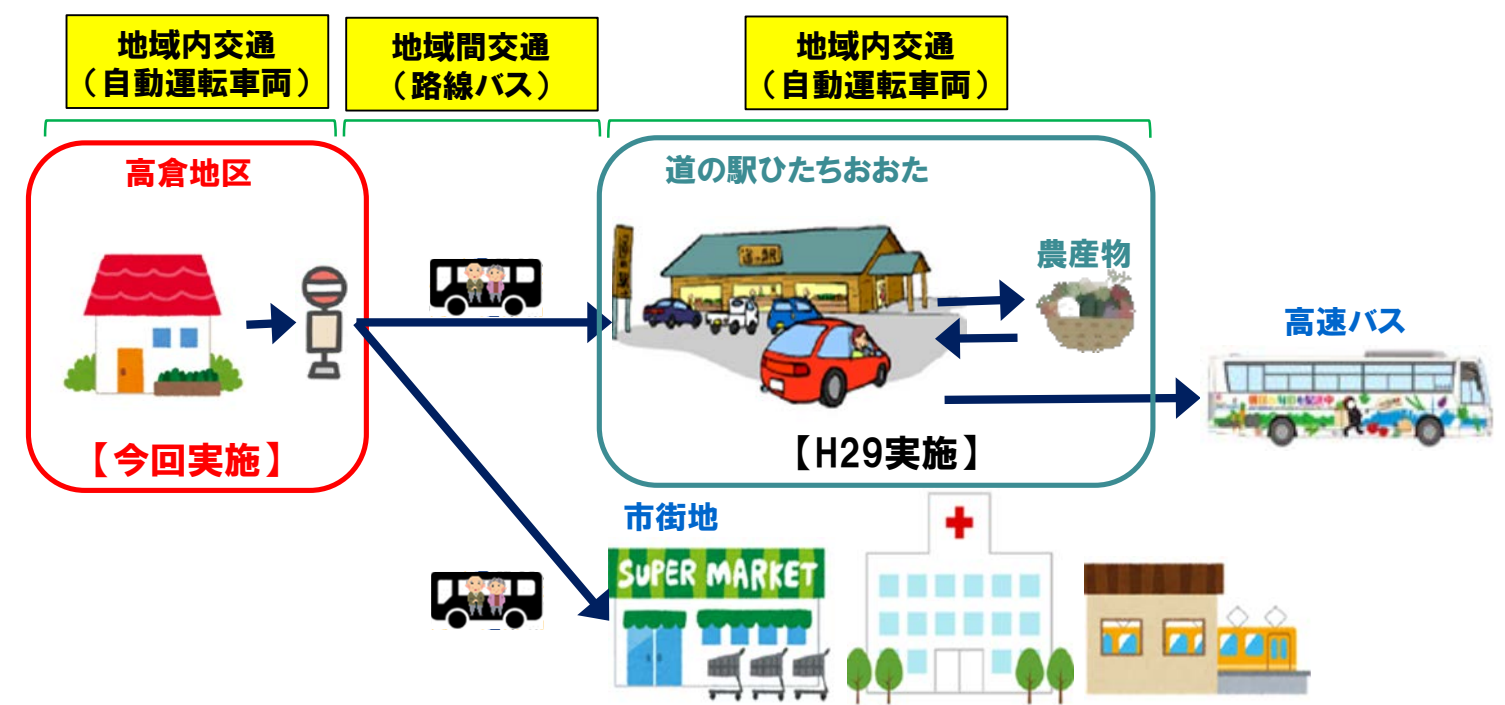 地域内交通
（自動運転車両）
地域間交通
（路線バス）
地域内交通
（自動運転車両）
高倉地区
【今回実施】
道の駅ひたちおおた
道の駅
農産物
【H29実施】
高速バス
市街地
SUPER MARKET